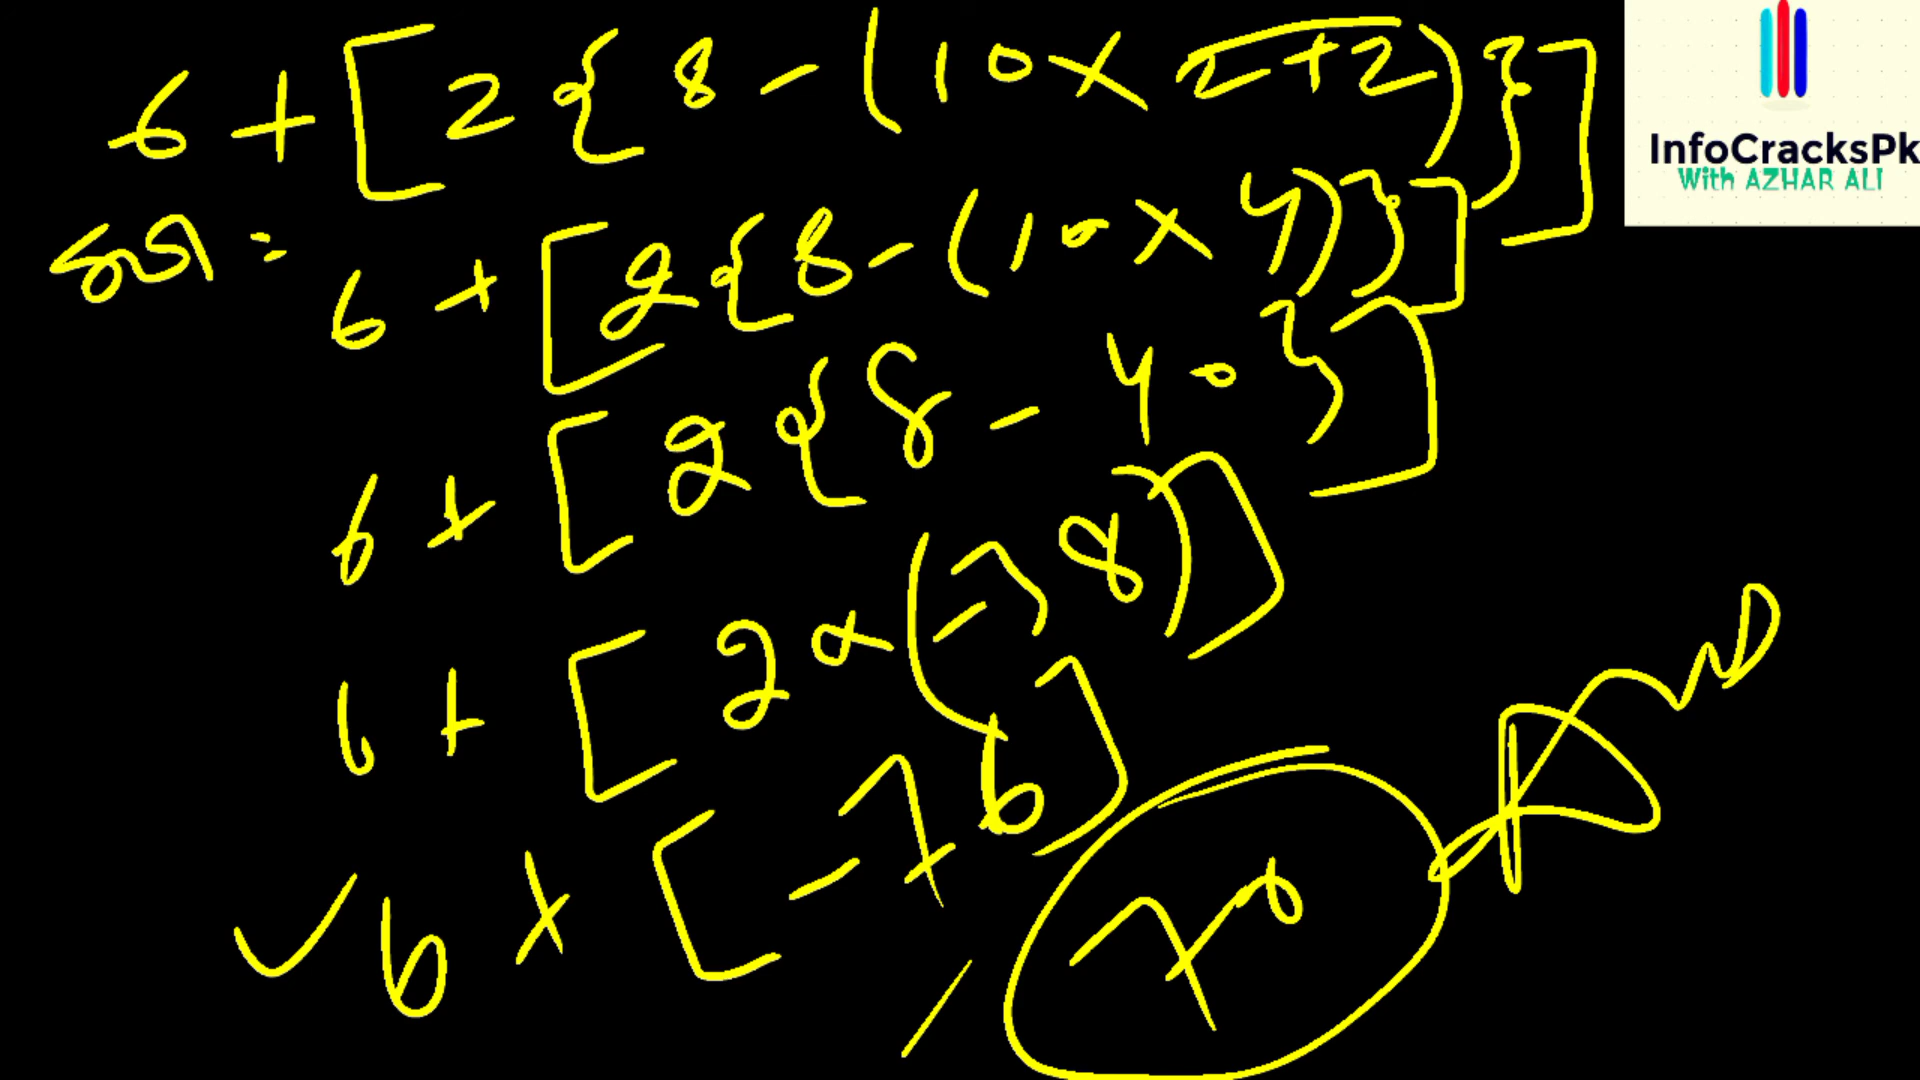 6 + [ 2 { 8 - ( 10 × 2+2 ) } ]
InfoCracksPk
With AZHAR ALI
Sol = 6 + [ 2 { 8 - ( 10 × 4 ) } ]
6 + [ 2 { 8 - 40 } ]
6 + [ 2 × ( - 38 ) ]
6 + [ - 76 ]
6 × [ - 70